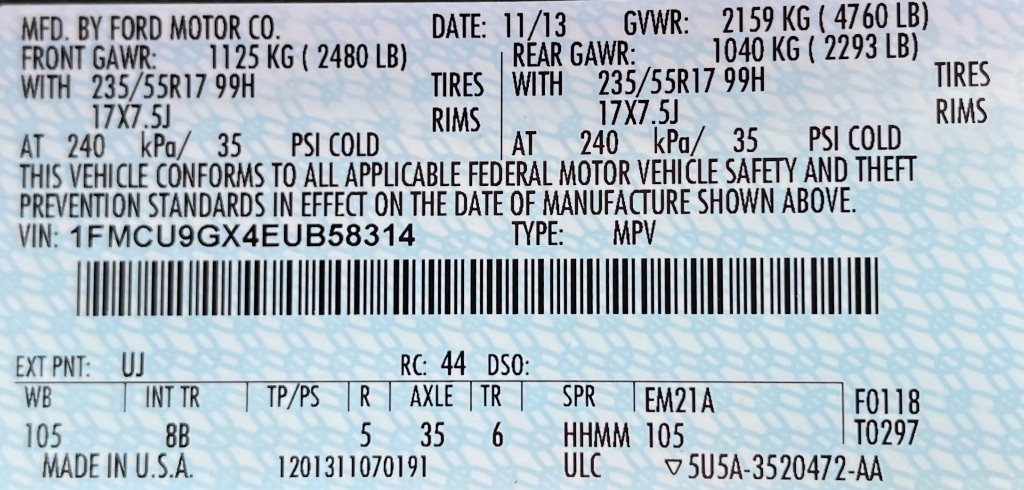 MFD. BY FORD MOTOR CO. DATE: 11/13 GVWR: 2159 KG ( 4760 LB)
FRONT GAWR: 1125 KG ( 2480 LB) REAR GAWR: 1040 KG ( 2293 LB)
WITH 235/55R17 99H TIRES WITH 235/55R17 99H TIRES
17X7.5J RIMS 17X7.5J RIMS
AT 240 kPa/ 35 PSI COLD AT 240 kPa/ 35 PSI COLD
THIS VEHICLE CONFORMS TO ALL APPLICABLE FEDERAL MOTOR VEHICLE SAFETY AND THEFT
PREVENTION STANDARDS IN EFFECT ON THE DATE OF MANUFACTURE SHOWN ABOVE.
VIN: 1FMCU9GX4EUB58314 TYPE: MPV
EXT PNT: UJ RC: 44 DSO:
WB INT TR TP/PS R AXLE TR SPR EM21A F0118
105 8B 5 35 6 HHMM 105 T0297
MADE IN U.S.A. 1201311070191 ULC ▽5U5A-3520472-AA